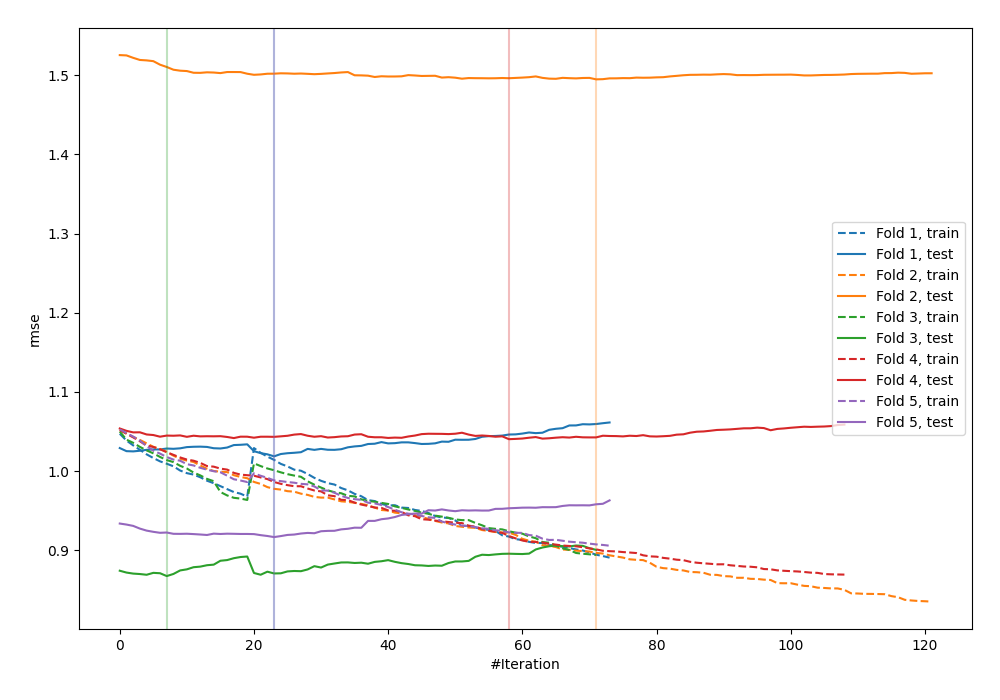 1.5
1.4
1.3
1.2
1.1
1.0
0.9
rmse
0
20
40
60
80
100
120
#Iteration
Fold 1, train
Fold 1, test
Fold 2, train
Fold 2, test
Fold 3, train
Fold 3, test
Fold 4, train
Fold 4, test
Fold 5, train
Fold 5, test